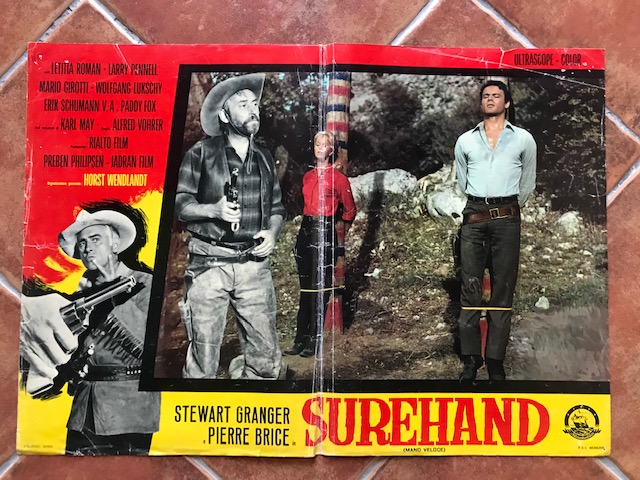 LETITIA ROMAN - LARRY PENNELL
MARIO GIROTTI - WOLFGANG LUKSCHY
ERIK SCHUMANN V. A. PADDY FOX
KARL MAY ALFRED VOHRER
RIALTO FILM
PREBEN PHILIPSEN - JADRAN FILM
HORST WENDLANDT
ULTRASCOPE - COLOR
STEWART GRANGER
e PIERRE BRICE in
SUREHAND
(MANO VELOCE)